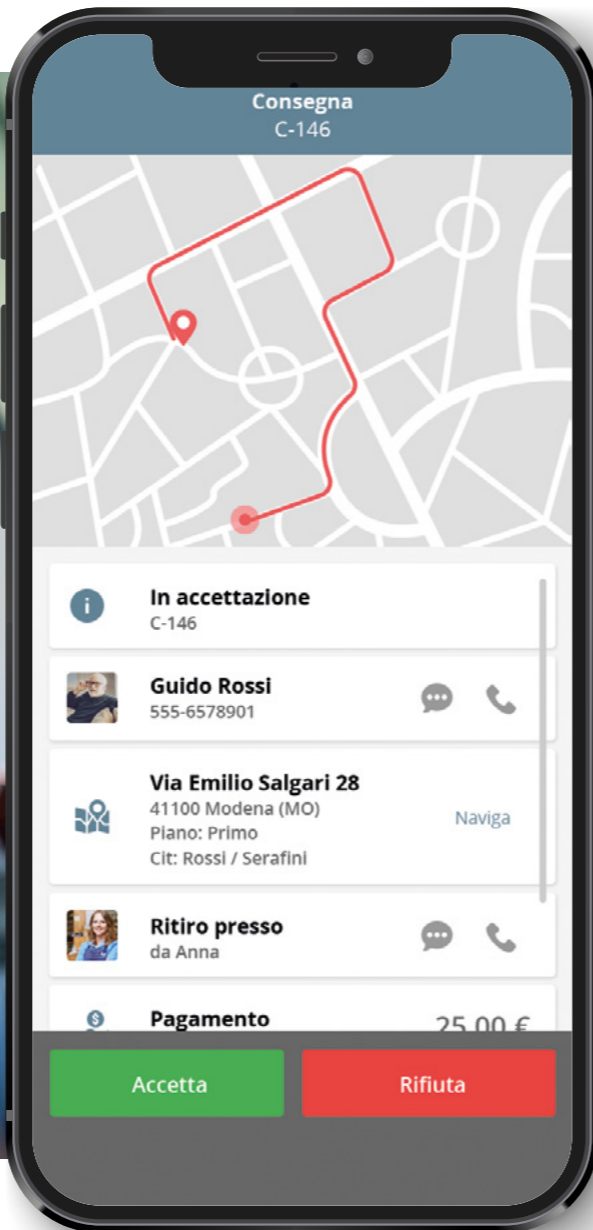 Consegna
C-146
In accettazione
C-146
Guido Rossi
555-6578901
Via Emilio Salgari 28
41100 Modena (MO)
Piano: Primo
Cit: Rossi / Serafini
Naviga
Ritiro presso
da Anna
Pagamento
25,00 €
Accetta
Rifiuta